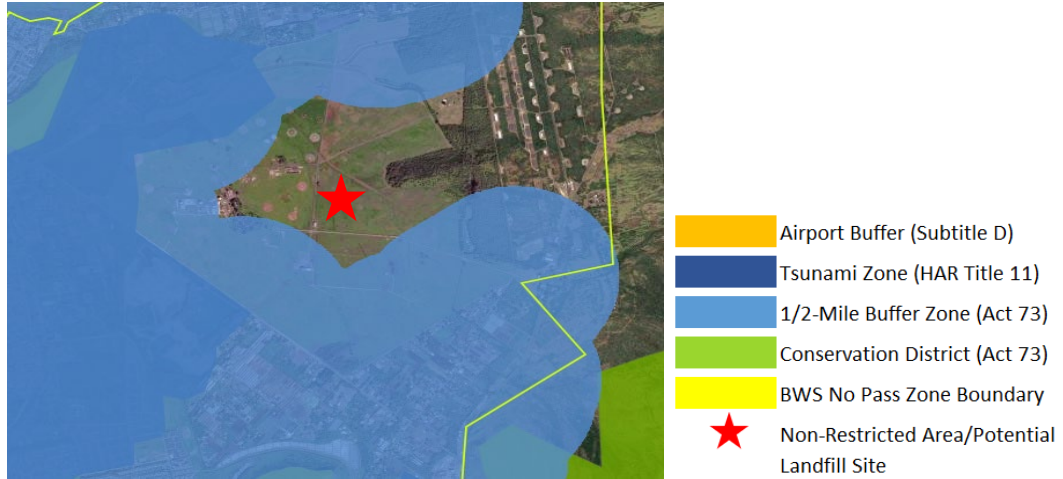 Airport Buffer (Subtitle D)
Tsunami Zone (HAR Title 11)
1/2-Mile Buffer Zone (Act 73)
Conservation District (Act 73)
BWS No Pass Zone Boundary
Non-Restricted Area/Potential
Landfill Site